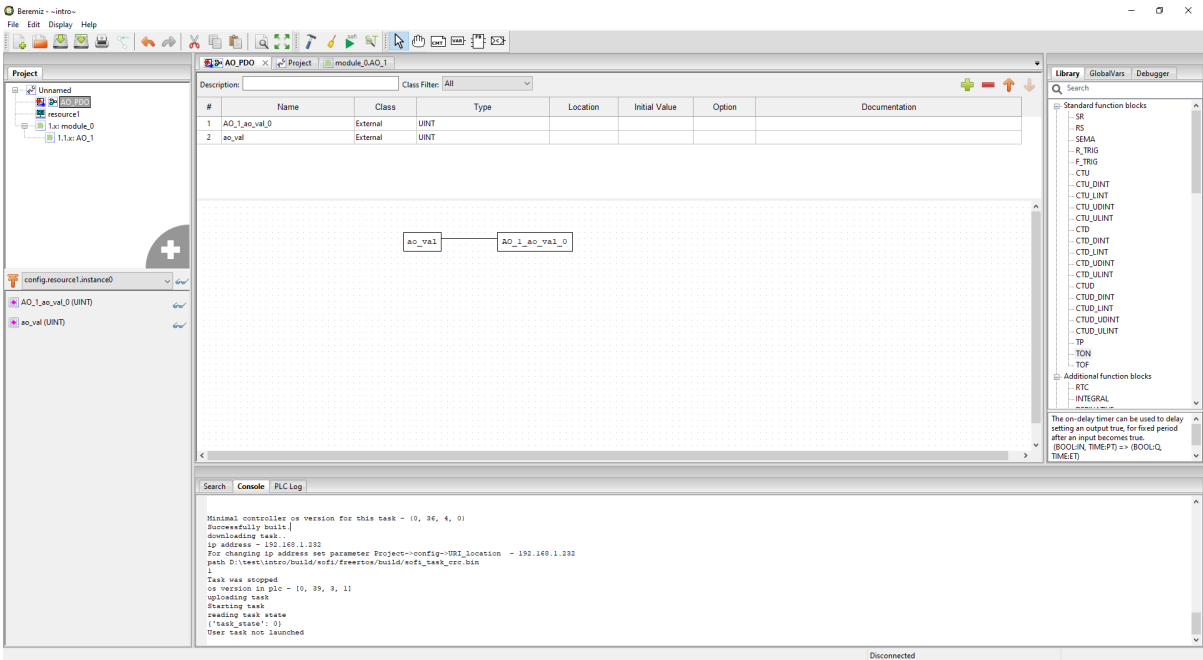 Beremiz - ~intro~
File Edit Display Help
Project
Unnamed
AO_PDO
resource1
1.x: module_0
1.1.x: AO_1
config.resource1.instance0
AO_1_ao_val_0 (UINT)
ao_val (UINT)
AO_PDO Project module_0.AO_1
Description: Class Filter: All
# Name Class Type Location Initial Value Option Documentation
1 AO_1_ao_val_0 External UINT
2 ao_val External UINT
ao_val AO_1_ao_val_0
Search Console PLC Log
Minimal controller os version for this task - (0, 36, 4, 0)
Successfully built.
downloading task..
ip address - 192.168.1.232
For changing ip address set parameter Project->config->URI_location - 192.168.1.232
path D:\test\intro/build/sofi/freertos/build/sofi_task_crc.bin
1
Task was stopped
os version in plc - [0, 39, 3, 1]
uploading task
Starting task
reading task state
{'task_state': 0}
User task not launched
Library GlobalVars Debugger
Search
Standard function blocks
SR
RS
SEMA
R_TRIG
F_TRIG
CTU
CTU_DINT
CTU_LINT
CTU_UDINT
CTU_ULINT
CTD
CTD_DINT
CTD_LINT
CTD_UDINT
CTD_ULINT
CTUD
CTUD_DINT
CTUD_LINT
CTUD_UDINT
CTUD_ULINT
TP
TON
TOF
Additional function blocks
RTC
INTEGRAL
The on-delay timer can be used to delay
setting an output true, for fixed period
after an input becomes true.
(BOOL:IN, TIME:PT) => (BOOL:Q,
TIME:ET)
Disconnected